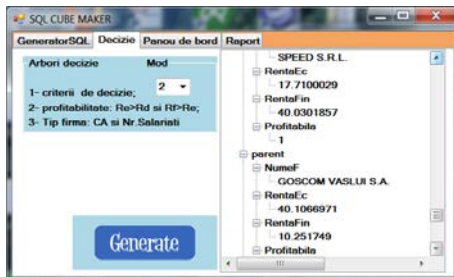 SQL CUBE MAKER
GeneratorSQL Decizie Panou de bord Raport
Arbori decizie Mod
1- criterii de decizie; 2
2- profitabilitate: Re>Rd si Rf>Re;
3- Tip firma: CA si Nr.Salariati
Generate
SPEED S.R.L.
RentaEc
17.7100029
RentaFin
40.0301857
Profitabila
1
parent
NumeF
GOSCOM VASLUI S.A.
RentaEc
40.1066971
RentaFin
10.251749
Profitabila